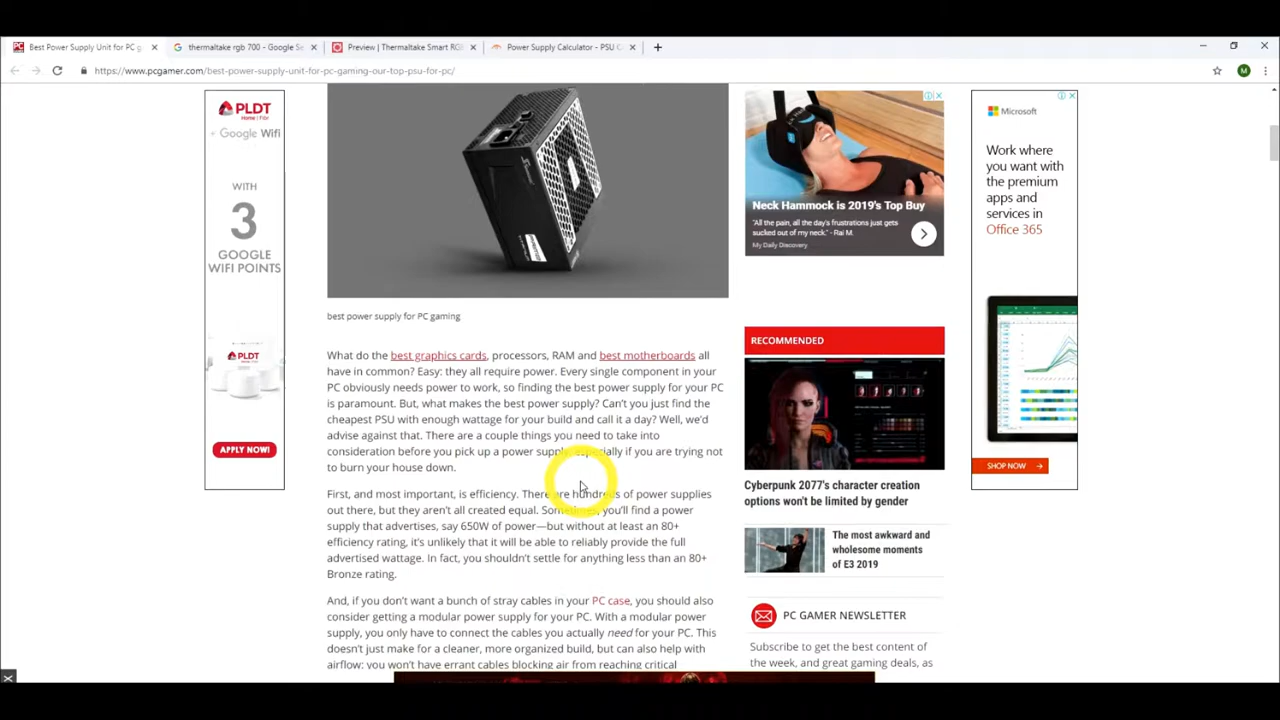 Best Power Supply Unit for PC g
thermaltake rgb 700 - Google Se
Preview | Thermaltake Smart RGB
Power Supply Calculator - PSU C
https://www.pcgamer.com/best-power-supply-unit-for-pc-gaming-our-top-psu-for-pc/
M
PLDT
Home | Fibr
+ Google Wifi
WITH
3
GOOGLE
WIFI POINTS
PLDT
APPLY NOW!
best power supply for PC gaming
What do the best graphics cards, processors, RAM and best motherboards all
have in common? Easy: they all require power. Every single component in your
PC obviously needs power to work, so finding the best power supply for your PC
is paramount. But, what makes the best power supply? Can't you just find the
cheapest PSU with enough wattage for your build and call it a day? Well, we'd
advise against that. There are a couple things you need to take into
consideration before you pick up a power supply, especially if you are trying not
to burn your house down.
First, and most important, is efficiency. There are hundreds of power supplies
out there, but they aren't all created equal. Sometimes, you'll find a power
supply that advertises, say 650W of power—but without at least an 80+
efficiency rating, it's unlikely that it will be able to reliably provide the full
advertised wattage. In fact, you shouldn't settle for anything less than an 80+
Bronze rating.
And, if you don't want a bunch of stray cables in your PC case, you should also
consider getting a modular power supply for your PC. With a modular power
supply, you only have to connect the cables you actually need for your PC. This
doesn't just make for a cleaner, more organized build, but can also help with
airflow: you won't have errant cables blocking air from reaching critical
Neck Hammock is 2019's Top Buy
"All the pain, all the day's frustrations just gets
sucked out of my neck." - Rai M.
My Daily Discovery
RECOMMENDED
Cyberpunk 2077's character creation
options won't be limited by gender
The most awkward and
wholesome moments
of E3 2019
PC GAMER NEWSLETTER
Subscribe to get the best content of
the week, and great gaming deals, as
Microsoft
Work where
you want with
the premium
apps and
services in
Office 365
SHOP NOW